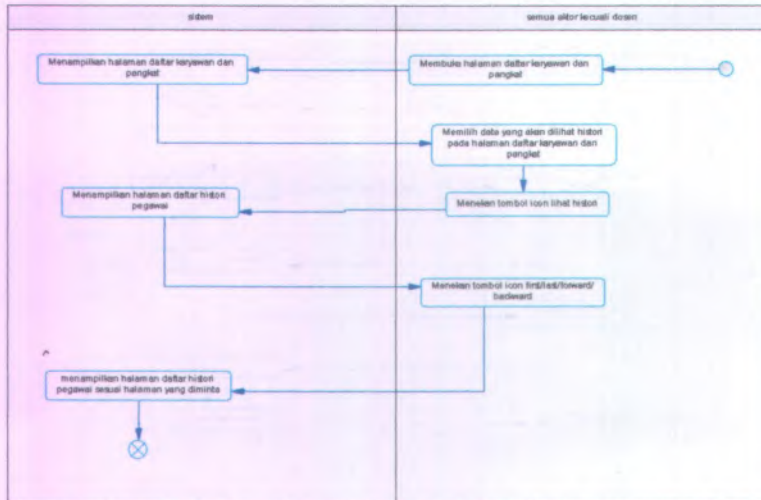 sistem
semua aktor kecuali dosen
Menampilkan halaman daftar karyawan dan
pangkat
Membuka halaman daftar karyawan dan
pangkat
Memilih data yang akan dilihat histori
pada halaman daftar karyawan dan
pangkat
Menampilkan halaman daftar histori
pegawai
Menekan tombol icon lihat histori
Menekan tombol icon first/last/forward/
backward
menampilkan halaman daftar histori
pegawai sesuai halaman yang diminta